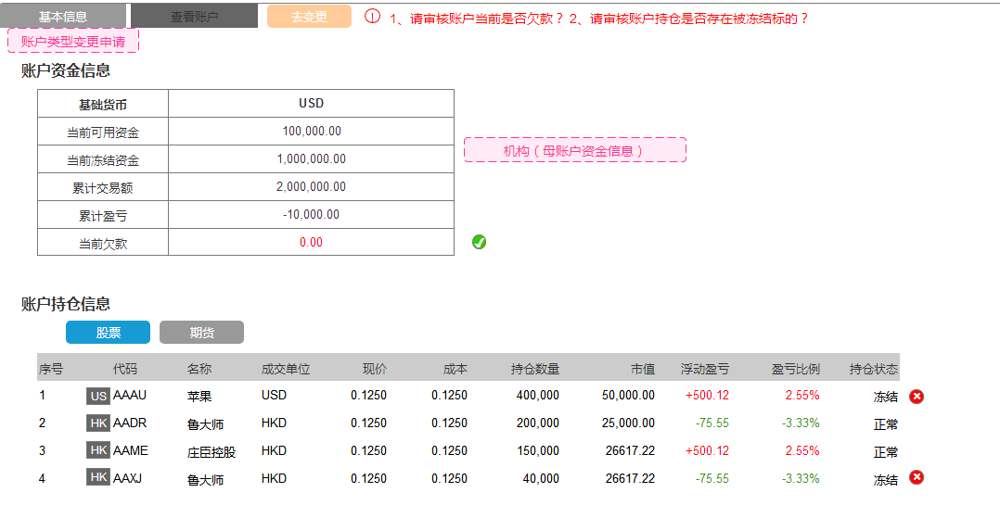 基本信息 查看账户 去变更 1、请审核账户当前是否欠款？ 2、请审核账户持仓是否存在被冻结标的？
账户类型变更申请
账户资金信息
基础货币 USD
当前可用资金 100,000.00
机构（母账户资金信息）
当前冻结资金 1,000,000.00
累计交易额 2,000,000.00
累计盈亏 -10,000.00
当前欠款 0.00
账户持仓信息
股票 期货
序号 代码 名称 成交单位 现价 成本 持仓数量 市值 浮动盈亏 盈亏比例 持仓状态
1 US AAAU 苹果 USD 0.1250 0.1250 400,000 50,000.00 +500.12 2.55% 冻结
2 HK AADR 鲁大师 HKD 0.1250 0.1250 200,000 25,000.00 -75.55 -3.33% 正常
3 HK AAME 庄臣控股 HKD 0.1250 0.1250 150,000 26617.22 +500.12 2.55% 正常
4 HK AAXJ 鲁大师 HKD 0.1250 0.1250 40,000 26617.22 -75.55 -3.33% 冻结